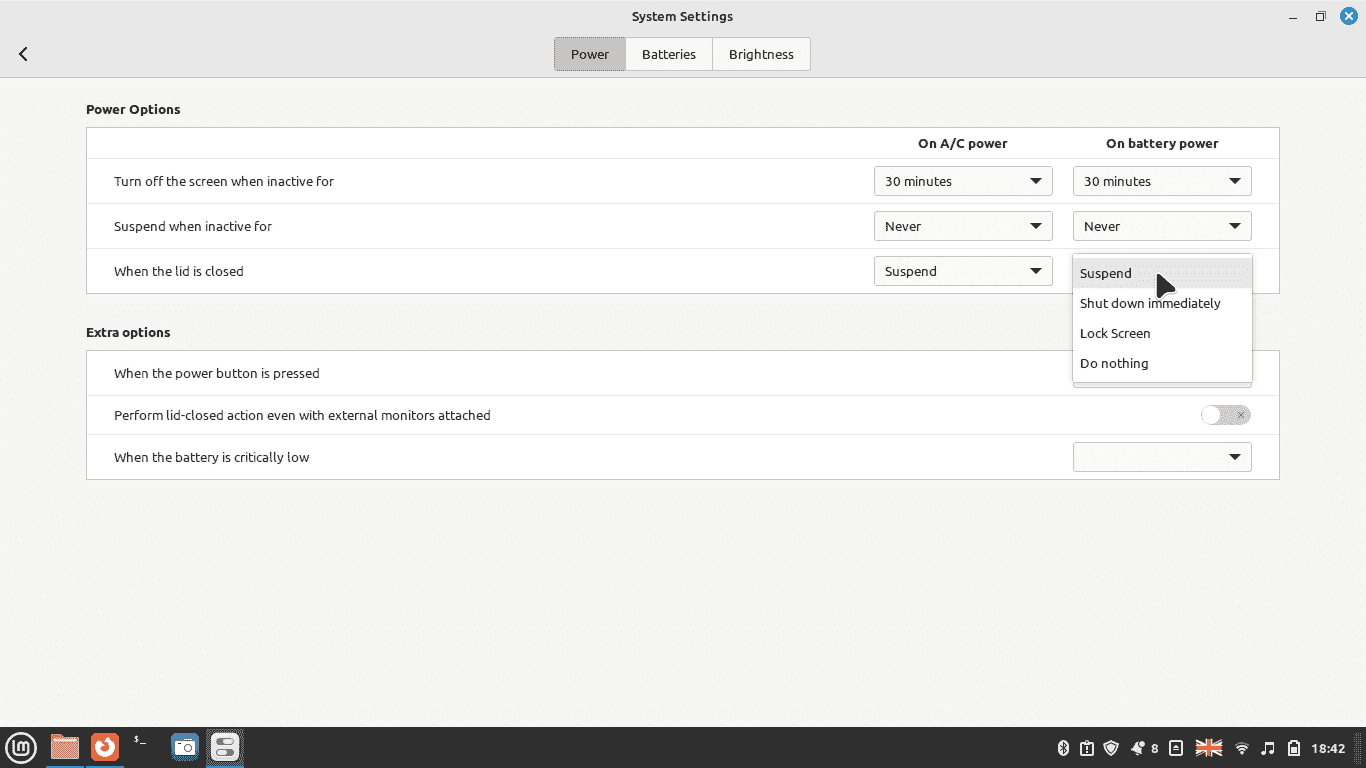 System Settings
Power Batteries Brightness
Power Options
On A/C power On battery power
Turn off the screen when inactive for 30 minutes 30 minutes
Suspend when inactive for Never Never
When the lid is closed Suspend Suspend
Shut down immediately
Lock Screen
Do nothing
Extra options
When the power button is pressed
Perform lid-closed action even with external monitors attached
When the battery is critically low
8 18:42